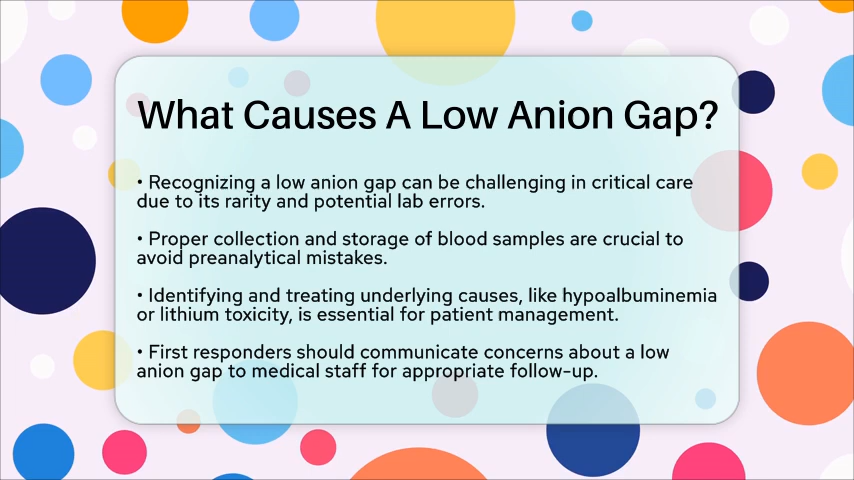 What Causes A Low Anion Gap?
• Recognizing a low anion gap can be challenging in critical care
due to its rarity and potential lab errors.
• Proper collection and storage of blood samples are crucial to
avoid preanalytical mistakes.
• Identifying and treating underlying causes, like hypoalbuminemia
or lithium toxicity, is essential for patient management.
• First responders should communicate concerns about a low
anion gap to medical staff for appropriate follow-up.